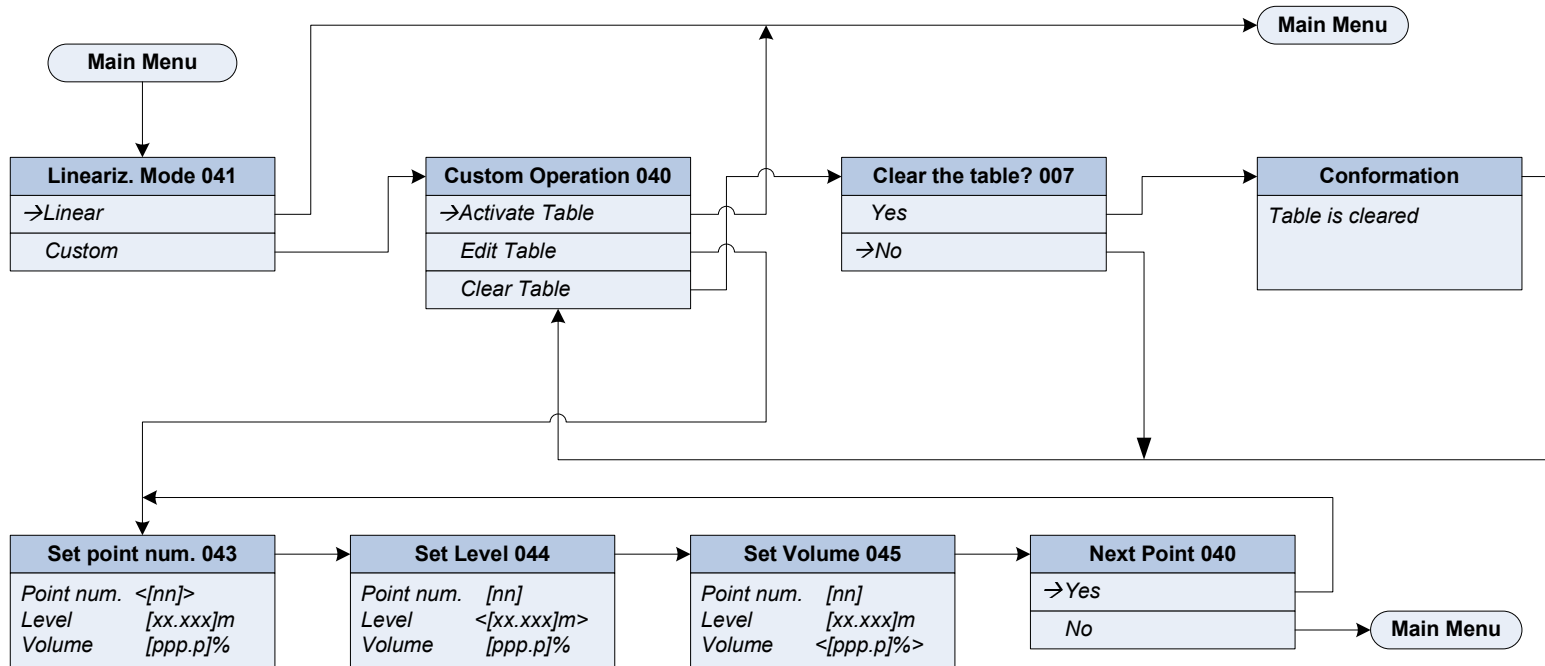 Main Menu
Main Menu
Lineariz. Mode 041
→Linear
Custom
Custom Operation 040
→Activate Table
Edit Table
Clear Table
Clear the table? 007
Yes
→No
Conformation
Table is cleared
Set point num. 043
Point num. <[nn]>
Level [xx.xxx]m
Volume [ppp.p]%
Set Level 044
Point num. [nn]
Level <[xx.xxx]m>
Volume [ppp.p]%
Set Volume 045
Point num. [nn]
Level [xx.xxx]m
Volume <[ppp.p]%>
Next Point 040
→Yes
No
Main Menu